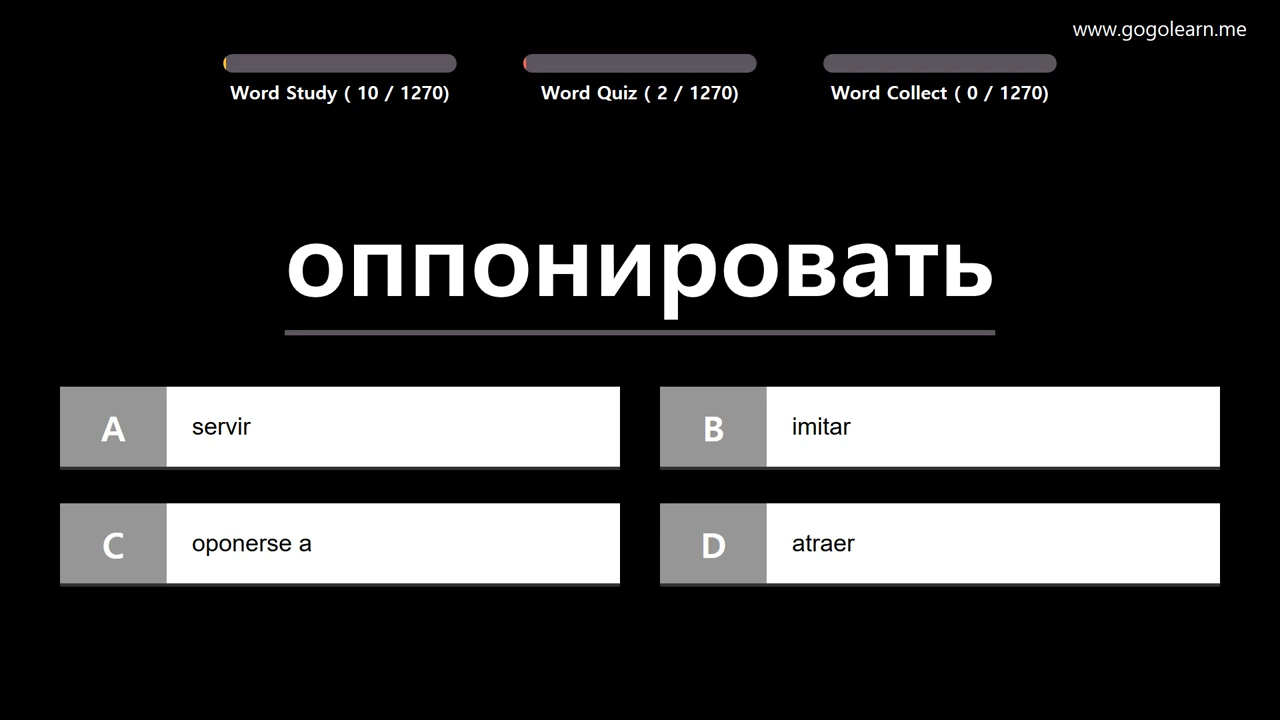 www.gogolearn.me
Word Study ( 10 / 1270)
Word Quiz ( 2 / 1270)
Word Collect ( 0 / 1270)
оппонировать
A servir
B imitar
C oponerse a
D atraer